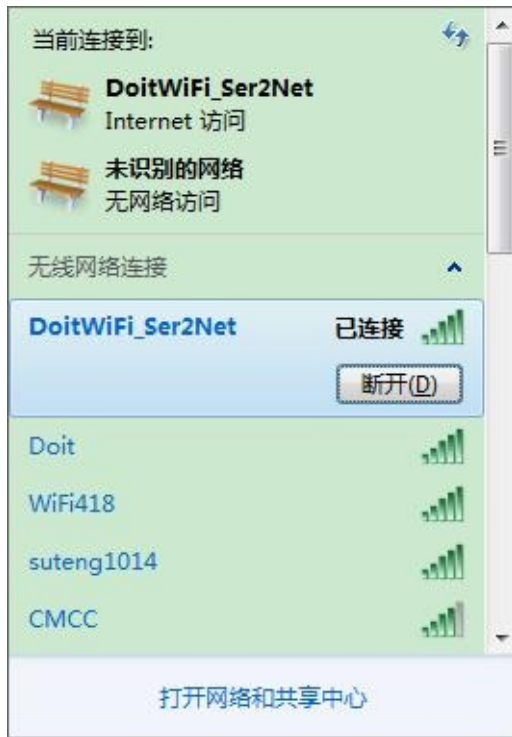 当前连接到:
DoitWiFi_Ser2Net
Internet 访问
未识别的网络
无网络访问
无线网络连接
DoitWiFi_Ser2Net 已连接
断开(D)
Doit
WiFi418
suteng1014
CMCC
打开网络和共享中心